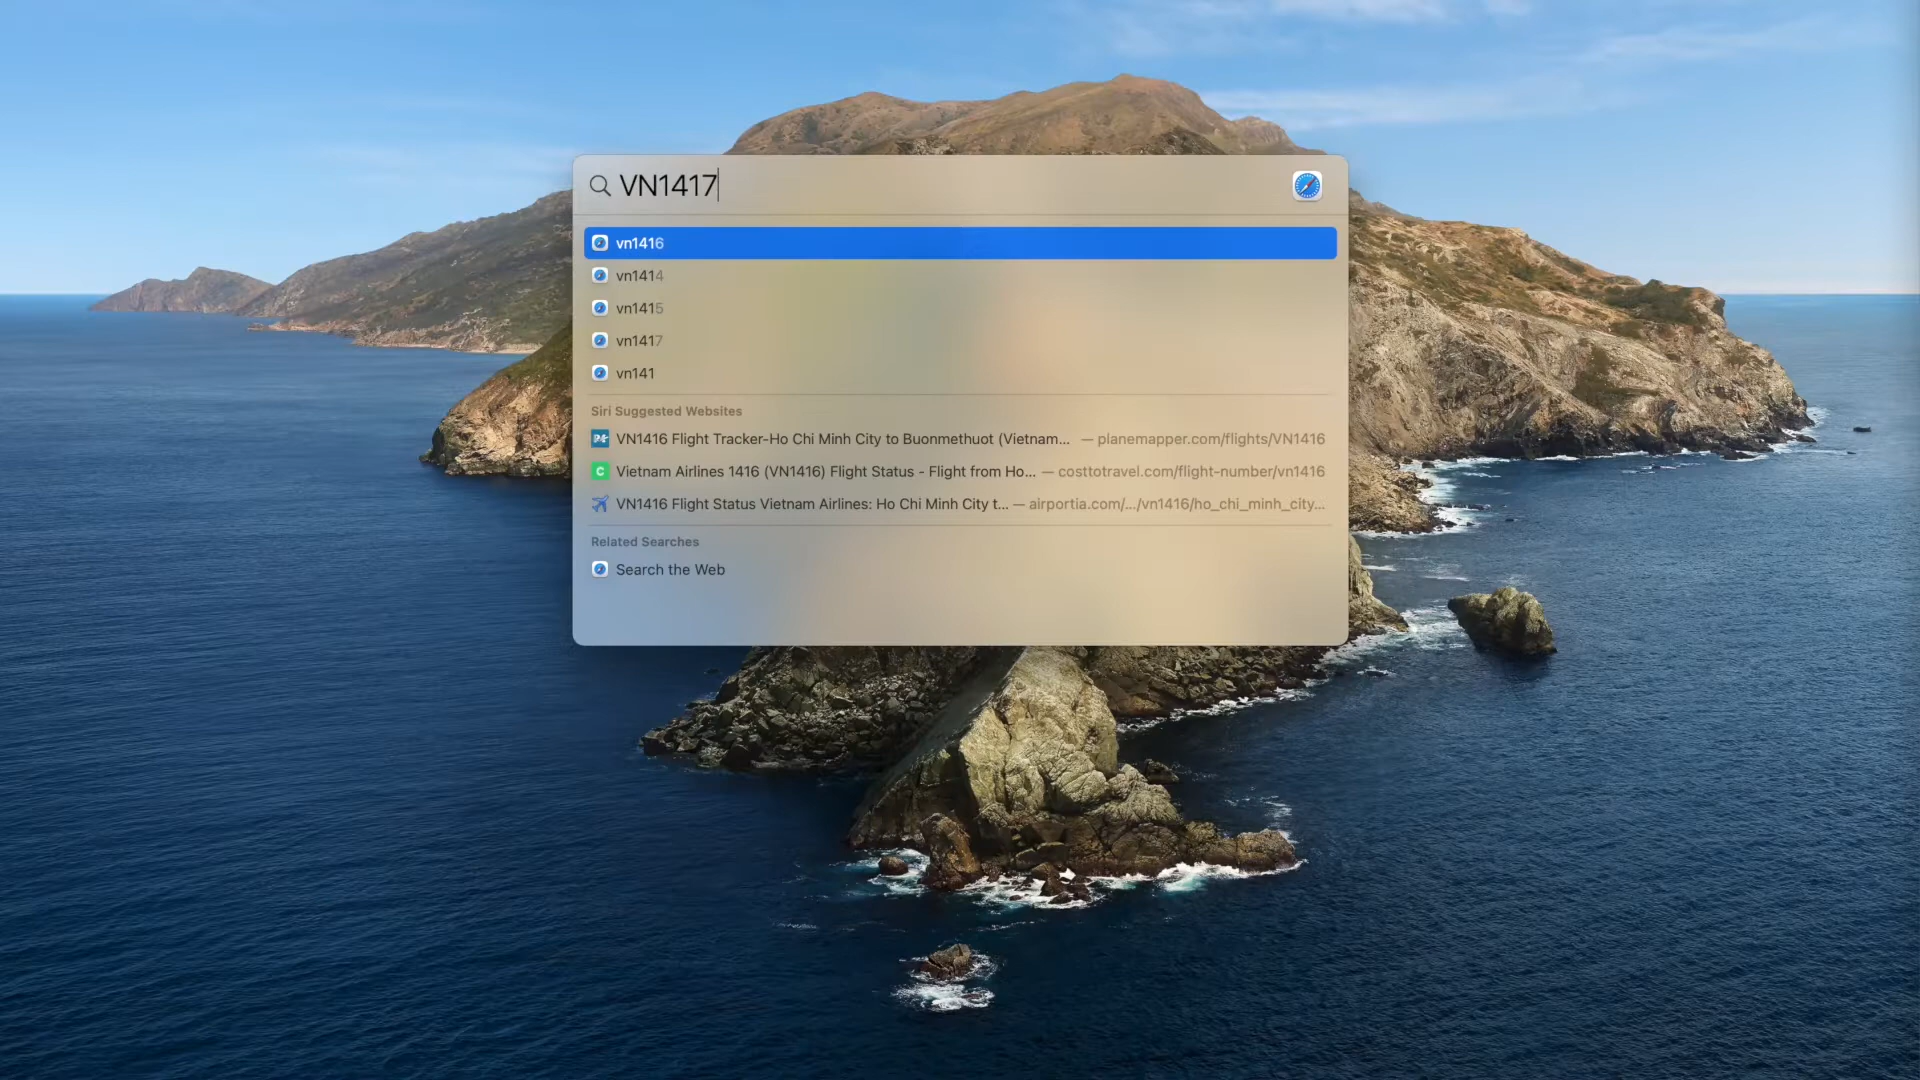 VN1417
vn1416
vn1414
vn1415
vn1417
vn141
Siri Suggested Websites
VN1416 Flight Tracker-Ho Chi Minh City to Buonmethuot (Vietnam... — planemapper.com/flights/VN1416
Vietnam Airlines 1416 (VN1416) Flight Status - Flight from Ho... — costtotravel.com/flight-number/vn1416
VN1416 Flight Status Vietnam Airlines: Ho Chi Minh City t... — airportia.com/.../vn1416/ho_chi_minh_city...
Related Searches
Search the Web